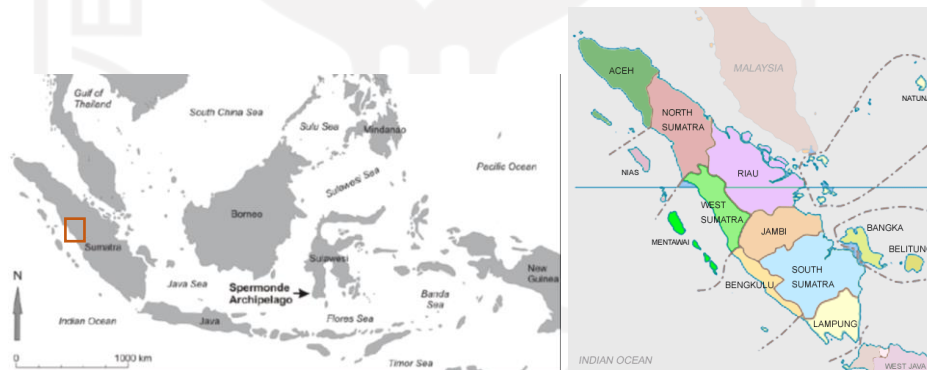 Gulf of
Thailand
South China Sea
Sulu Sea
Mindanao
Pacific Ocean
Sulawesi Sea
Borneo
Sumatra
Sulawesi
New
Guinea
N
Java Sea
Spermonde
Archipelago
Banda
Sea
Indian Ocean
Java
Flores Sea
0
1000 km
Timor Sea
ACEH
MALAYSIA
NATUNA
NORTH
SUMATRA
NIAS
RIAU
WEST
SUMATRA
MENTAWAI
JAMBI
BANGKA
BELITUNG
SOUTH
SUMATRA
BENGKULU
LAMPUNG
INDIAN OCEAN
WEST JAVA